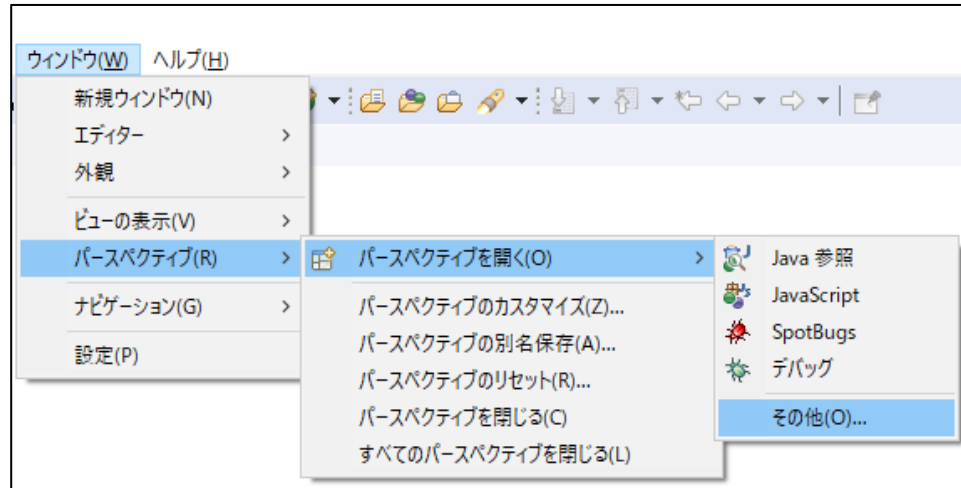 ウィンドウ(W) ヘルプ(H)
新規ウィンドウ(N)
エディター
外観
ビューの表示(V)
パースペクティブ(R)
ナビゲーション(G)
設定(P)
パースペクティブを開く(O)
パースペクティブのカスタマイズ(Z)...
パースペクティブの別名保存(A)...
パースペクティブのリセット(R)...
パースペクティブを閉じる(C)
すべてのパースペクティブを閉じる(L)
Java 参照
JavaScript
SpotBugs
デバッグ
その他(O)...